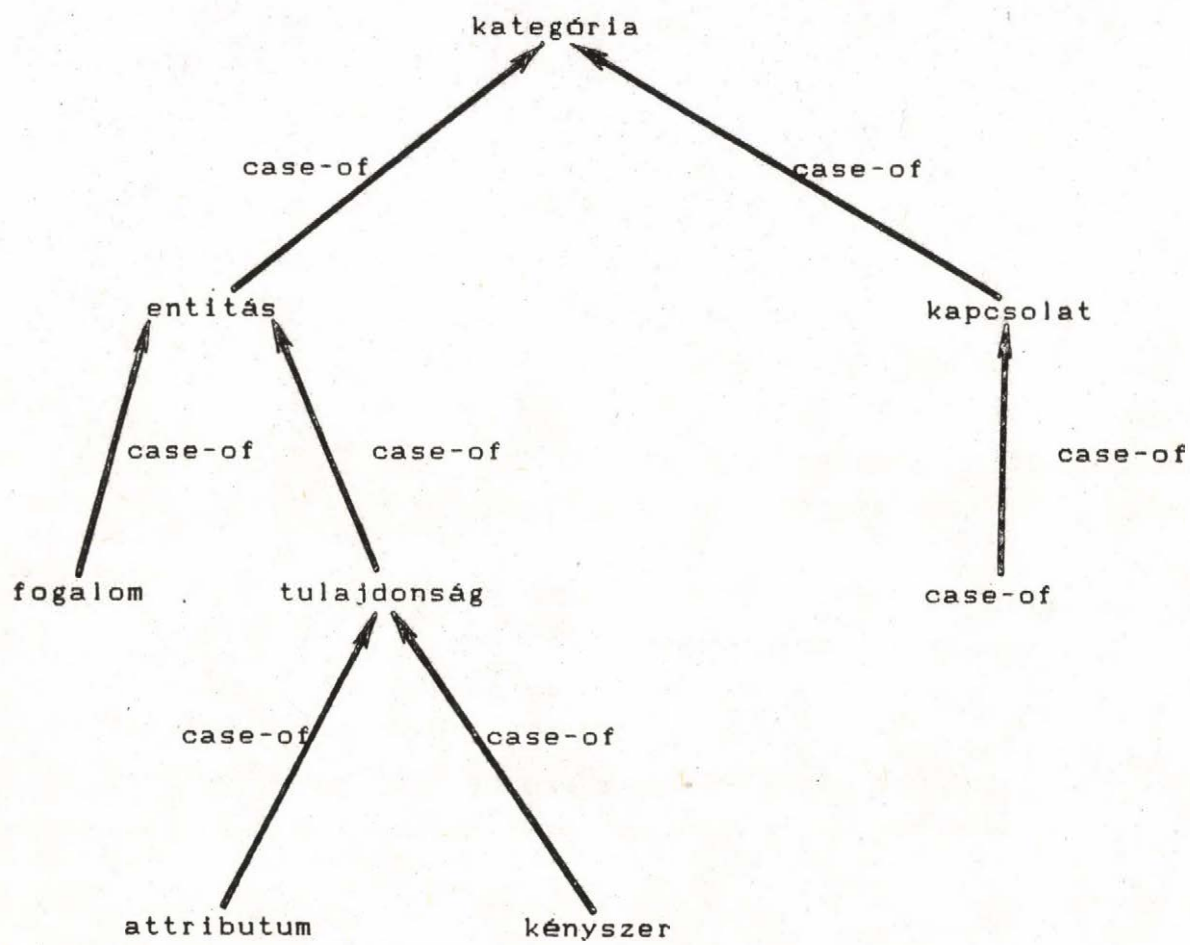 kategória
case-of case-of
entitás kapcsolat
case-of case-of case-of
fogalom tulajdonság case-of
case-of case-of
attributum kényszer